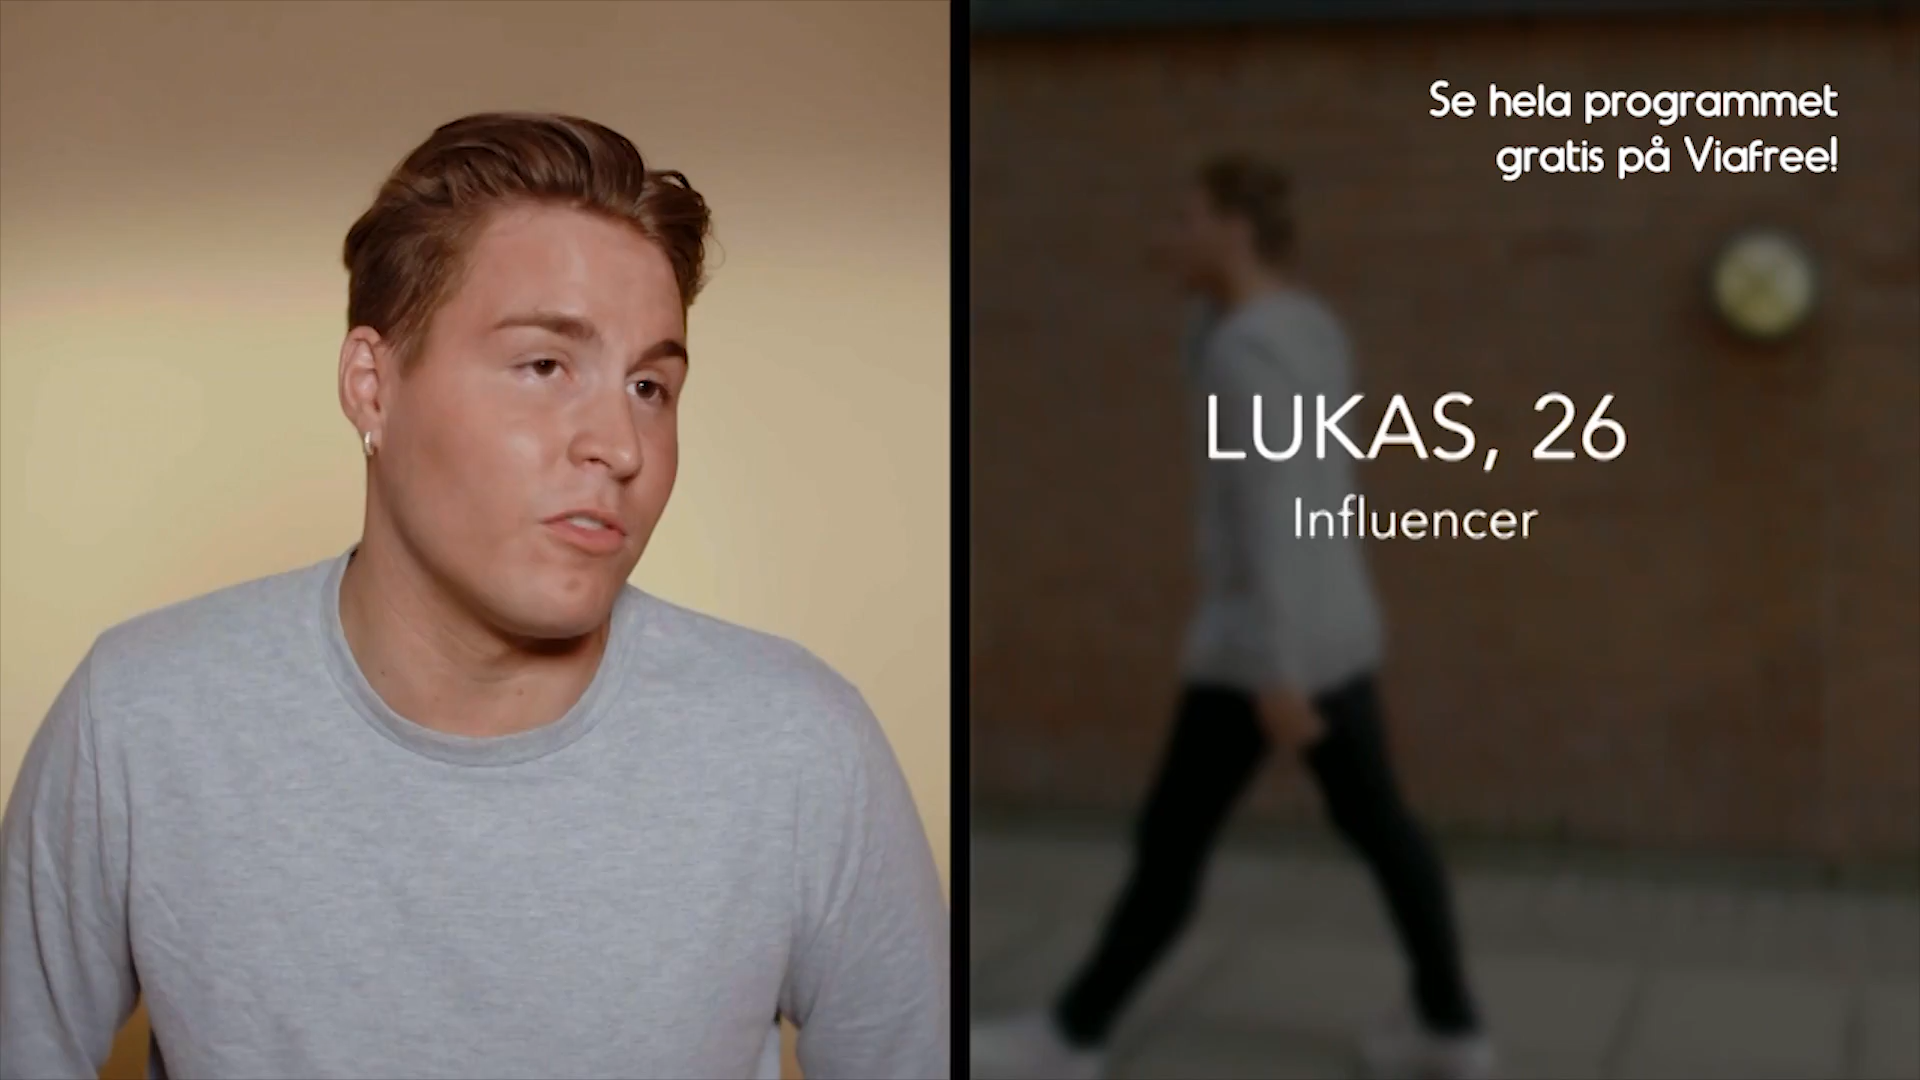 Se hela programmet
gratis på Viafree!
LUKAS, 26
Influencer